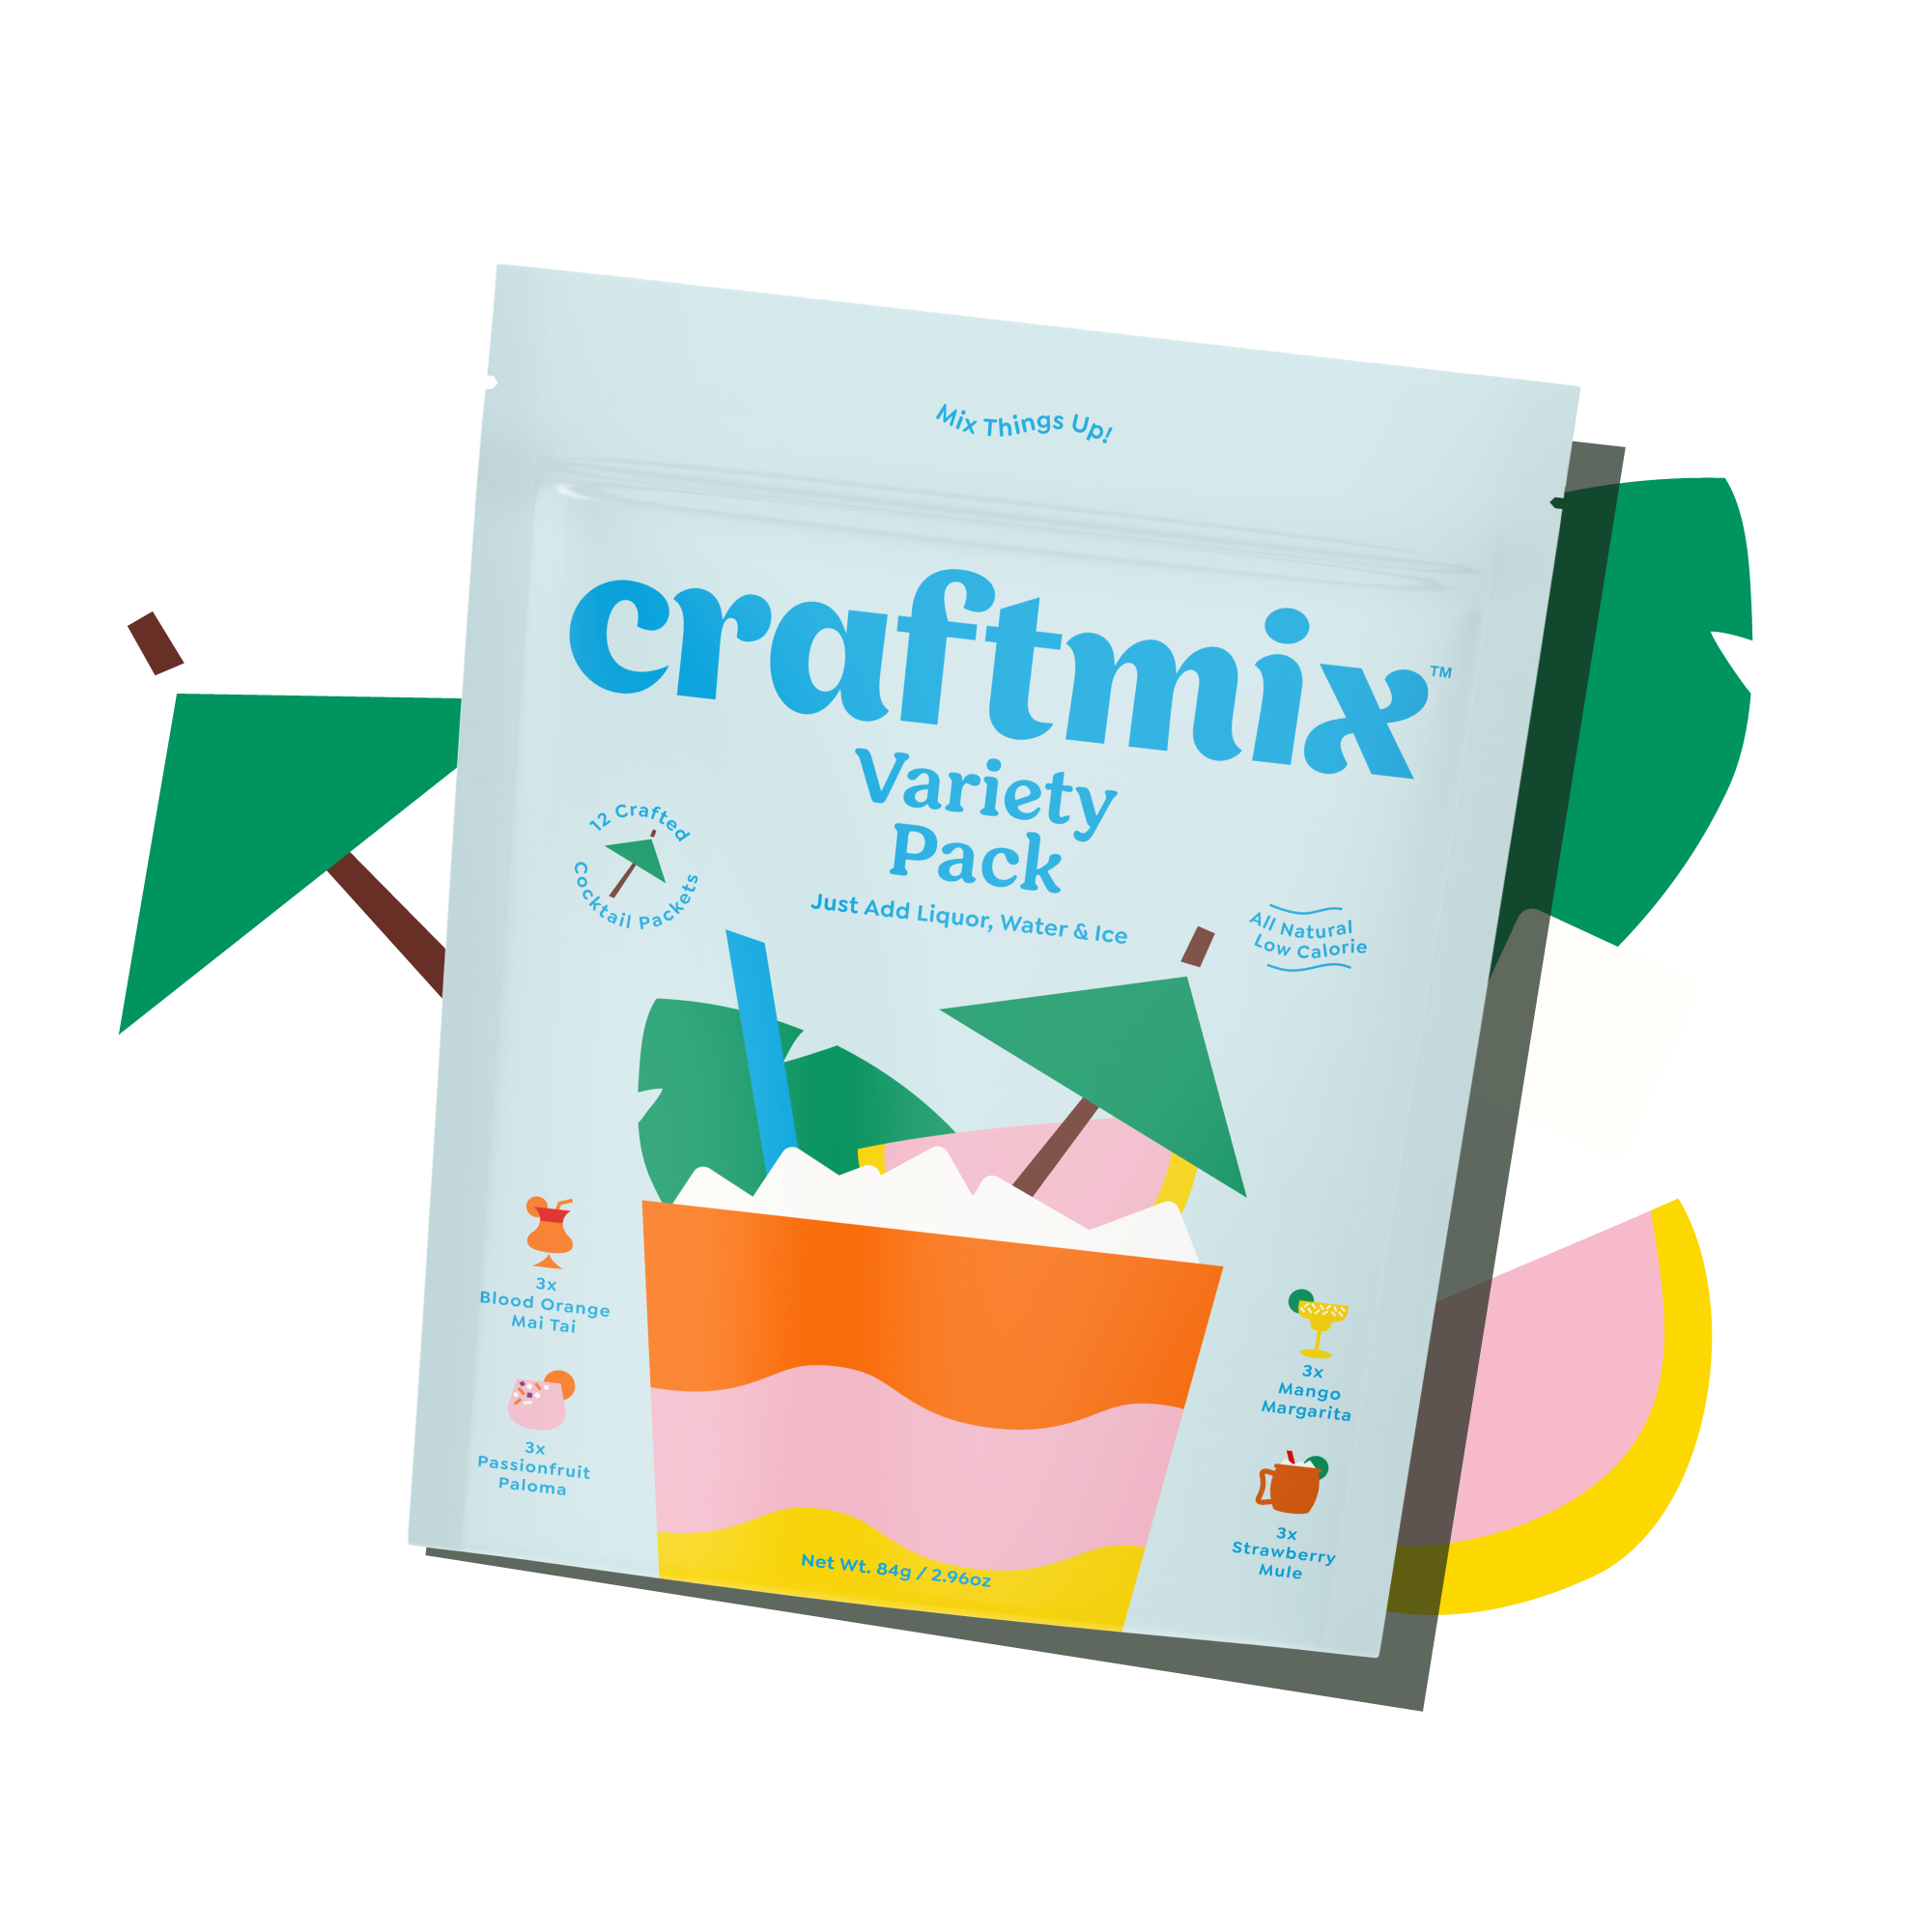 Mix Things Up!
craftmix™
Variety
Pack
Just Add Liquor, Water & Ice
12 Crafted
Cocktail Packets
All Natural
Low Calorie
3x
Blood Orange
Mai Tai
3x
Passionfruit
Paloma
3x
Mango
Margarita
3x
Strawberry
Mule
Net Wt. 84g / 2.96oz